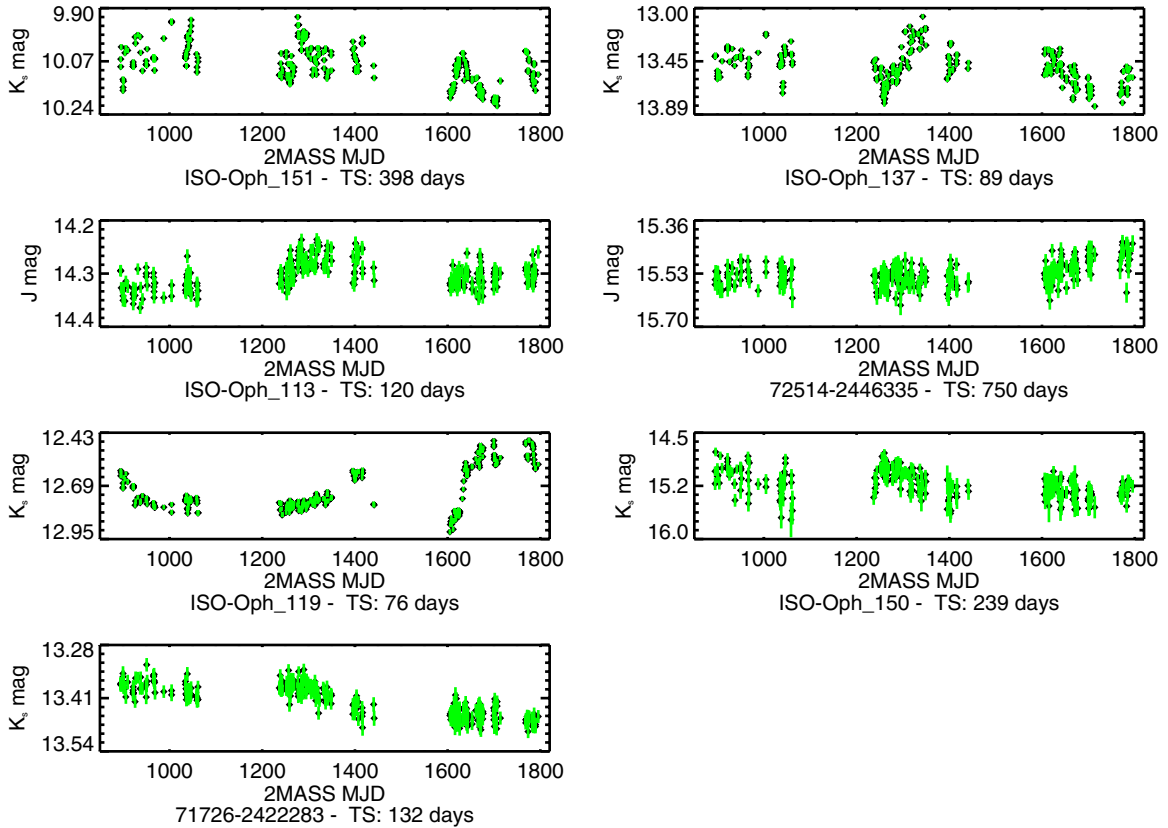 9.90
10.07
10.24
K_s mag
1000 1200 1400 1600 1800
2MASS MJD
ISO-Oph_151 - TS: 398 days
13.00
13.45
13.89
K_s mag
1000 1200 1400 1600 1800
2MASS MJD
ISO-Oph_137 - TS: 89 days
14.2
14.3
14.4
J mag
1000 1200 1400 1600 1800
2MASS MJD
ISO-Oph_113 - TS: 120 days
15.36
15.53
15.70
J mag
1000 1200 1400 1600 1800
2MASS MJD
72514-2446335 - TS: 750 days
12.43
12.69
12.95
K_s mag
1000 1200 1400 1600 1800
2MASS MJD
ISO-Oph_119 - TS: 76 days
14.5
15.2
16.0
K_s mag
1000 1200 1400 1600 1800
2MASS MJD
ISO-Oph_150 - TS: 239 days
13.28
13.41
13.54
K_s mag
1000 1200 1400 1600 1800
2MASS MJD
71726-2422283 - TS: 132 days